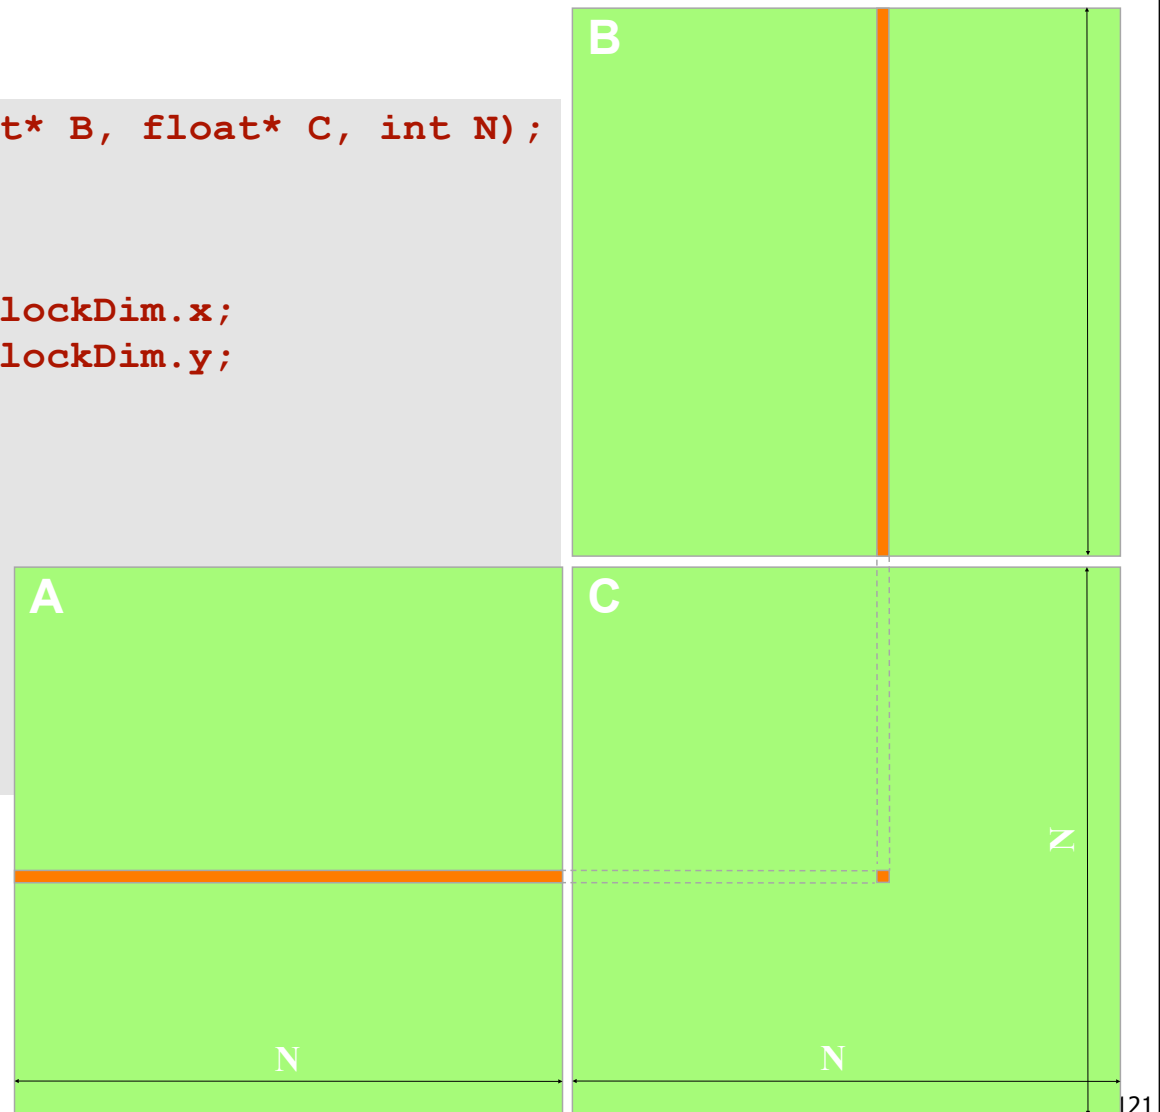 B
t* B, float* C, int N);
lockDim.x;
lockDim.y;
A
C
N
N
N
121